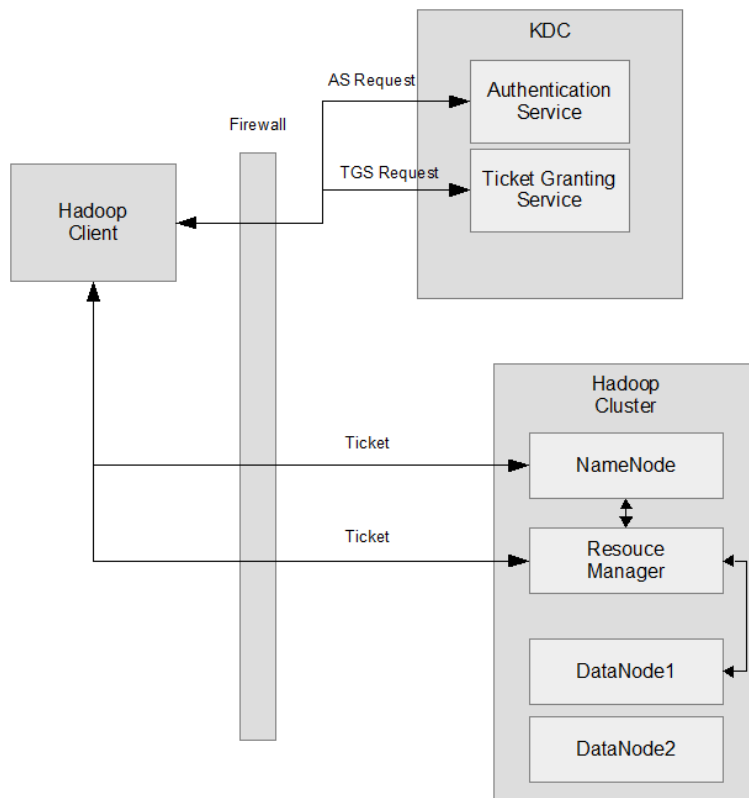 KDC
AS Request
Authentication
Service
Firewall
TGS Request
Ticket Granting
Service
Hadoop
Client
Hadoop
Cluster
Ticket
NameNode
Ticket
Resouce
Manager
DataNode1
DataNode2